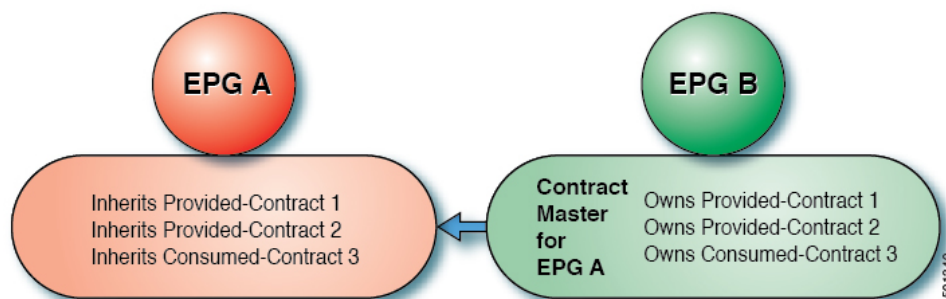 EPG A
EPG B
Inherits Provided-Contract 1
Inherits Provided-Contract 2
Inherits Consumed-Contract 3
Contract
Master
for
EPG A
Owns Provided-Contract 1
Owns Provided-Contract 2
Owns Consumed-Contract 3